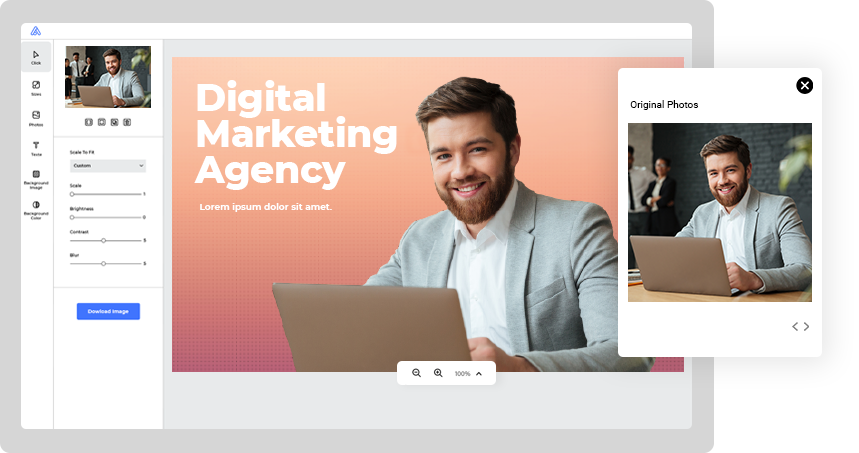 Click
Sizes
Photos
Texts
Background
Image
Background
Color
Scale To Fit
Custom
Scale
1
Brightness
0
Contrast
5
Blur
5
Dowload Image
Digital
Marketing
Agency
Lorem ipsum dolor sit amet.
100%
Original Photos